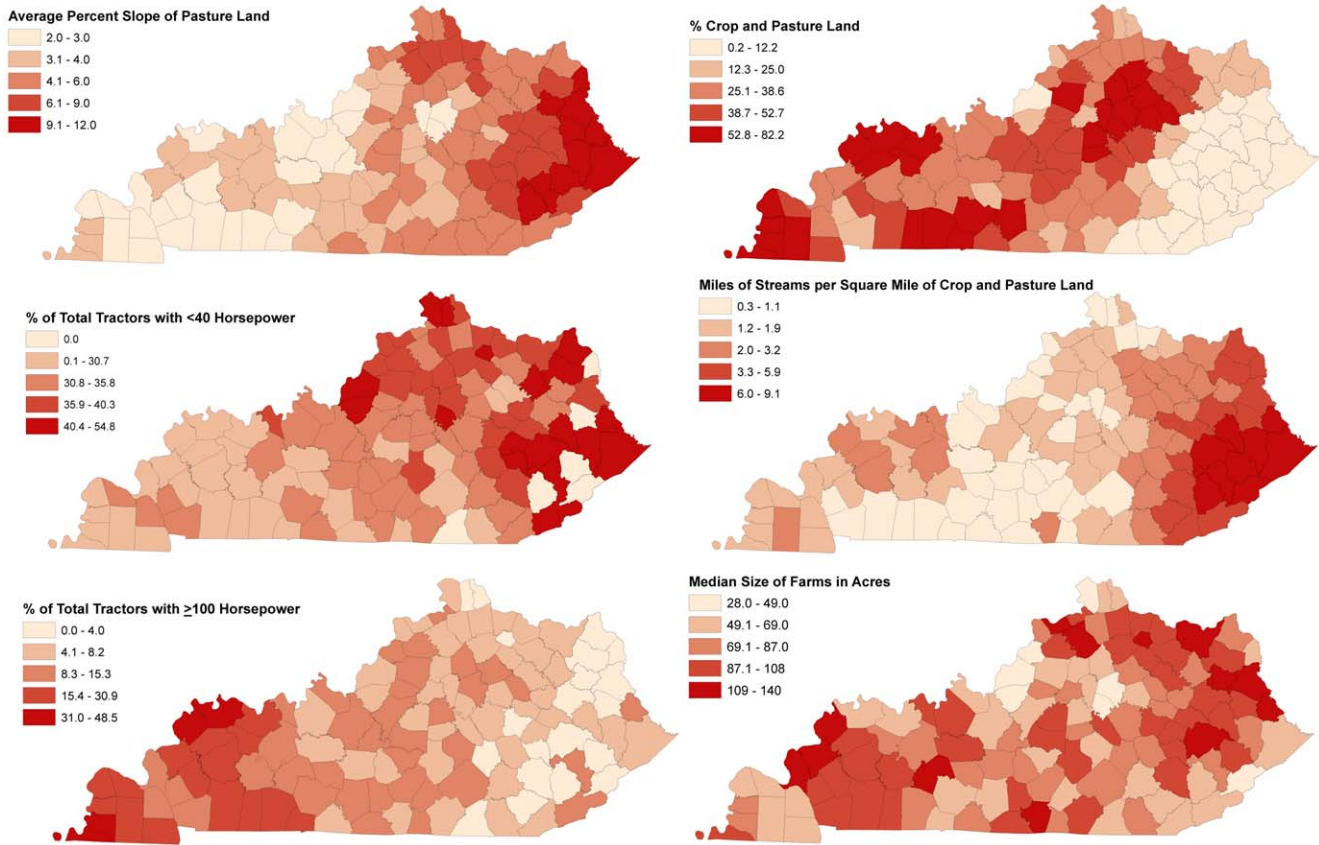 Average Percent Slope of Pasture Land
2.0 - 3.0
3.1 - 4.0
4.1 - 6.0
6.1 - 9.0
9.1 - 12.0
% Crop and Pasture Land
0.2 - 12.2
12.3 - 25.0
25.1 - 38.6
38.7 - 52.7
52.8 - 82.2
% of Total Tractors with <40 Horsepower
0.0
0.1 - 30.7
30.8 - 35.8
35.9 - 40.3
40.4 - 54.8
Miles of Streams per Square Mile of Crop and Pasture Land
0.3 - 1.1
1.2 - 1.9
2.0 - 3.2
3.3 - 5.9
6.0 - 9.1
% of Total Tractors with ≥100 Horsepower
0.0 - 4.0
4.1 - 8.2
8.3 - 15.3
15.4 - 30.9
31.0 - 48.5
Median Size of Farms in Acres
28.0 - 49.0
49.1 - 69.0
69.1 - 87.0
87.1 - 108
109 - 140